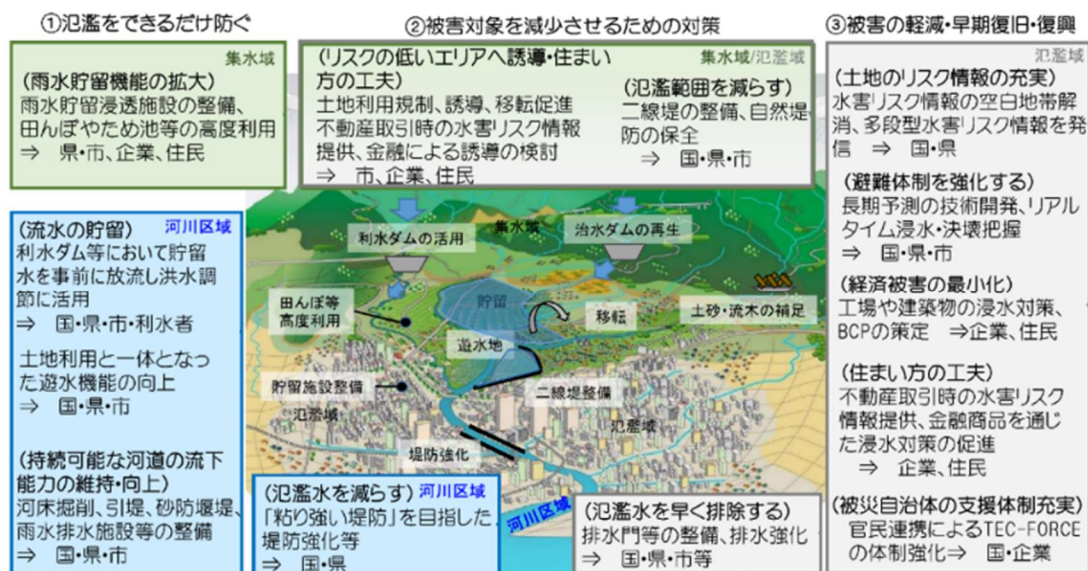 ①氾濫をできるだけ防ぐ
集水域
(雨水貯留機能の拡大)
雨水貯留浸透施設の整備、
田んぼやため池等の高度利用
⇒ 県・市、企業、住民
河川区域
(流水の貯留)
利水ダム等において貯留
水を事前に放流し洪水調
節に活用
⇒ 国・県・市・利水者
土地利用と一体となっ
た遊水機能の向上
⇒ 国・県・市
(持続可能な河道の流下
能力の維持・向上)
河床掘削、引堤、砂防堰堤、
雨水排水施設等の整備
⇒ 国・県・市
(氾濫水を減らす) 河川区域
「粘り強い堤防」を目指した
堤防強化等
⇒ 国・県
②被害対象を減少させるための対策
集水域/氾濫域
(リスクの低いエリアへ誘導・住まい
方の工夫)
土地利用規制、誘導、移転促進
不動産取引時の水害リスク情報
提供、金融による誘導の検討
⇒ 市、企業、住民
(氾濫範囲を減らす)
二線堤の整備、自然堤
防の保全
⇒ 国・県・市
③被害の軽減・早期復旧・復興
氾濫域
(土地のリスク情報の充実)
水害リスク情報の空白地帯解
消、多段型水害リスク情報を発
信 ⇒ 国・県
(避難体制を強化する)
長期予測の技術開発、リアル
タイム浸水・決壊把握
⇒ 国・県・市
(経済被害の最小化)
工場や建築物の浸水対策、
BCPの策定 ⇒企業、住民
(住まい方の工夫)
不動産取引時の水害リスク
情報提供、金融商品を通じ
た浸水対策の促進
⇒ 企業、住民
(被災自治体の支援体制充実)
官民連携によるTEC-FORCE
の体制強化⇒ 国・企業
(氾濫水を早く排除する)
排水門等の整備、排水強化
⇒ 国・県・市等
利水ダムの活用
集水域
治水ダムの再生
田んぼ等
高度利用
貯留
移転
土砂・流木の補足
遊水地
貯留施設整備
二線堤整備
氾濫域
氾濫域
堤防強化
河川区域